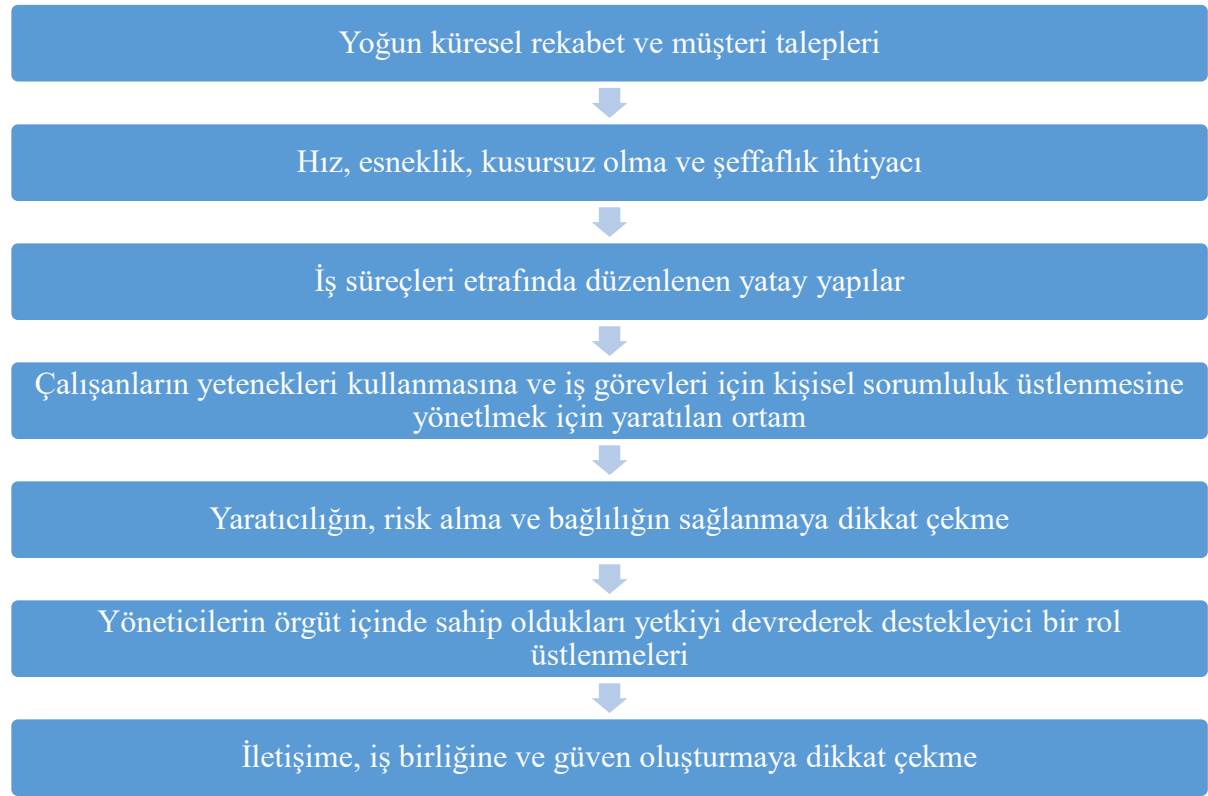 Yoğun küresel rekabet ve müşteri talepleri
Hız, esneklik, kusursuz olma ve şeffaflık ihtiyacı
İş süreçleri etrafında düzenlenen yatay yapılar
Çalışanların yetenekleri kullanmasına ve iş görevleri için kişisel sorumluluk üstlenmesine
yönetlmek için yaratılan ortam
Yaratıcılığın, risk alma ve bağlılığın sağlanmaya dikkat çekme
Yöneticilerin örgüt içinde sahip oldukları yetkiyi devrederek destekleyici bir rol
üstlenmeleri
İletişime, iş birliğine ve güven oluşturmaya dikkat çekme